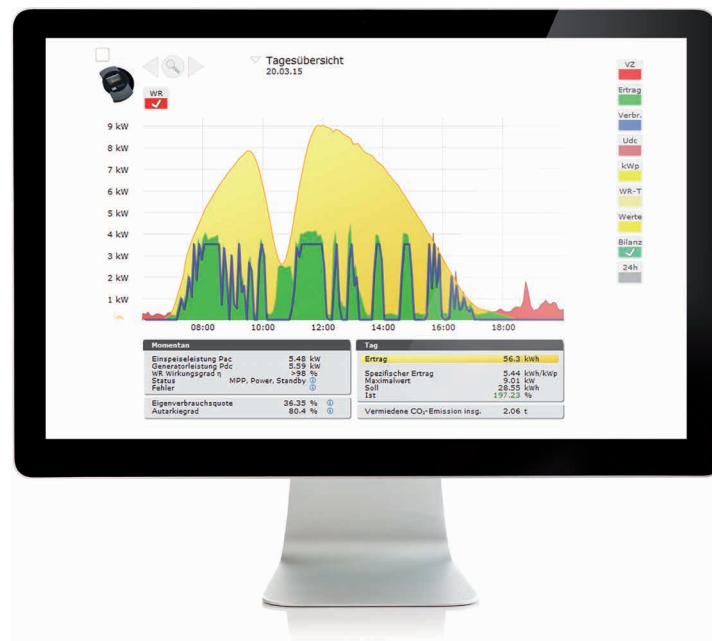 Tagesübersicht
20.03.15
WR
VZ
Ertrag
Verbr.
Udc
kWp
WR-T
Werte
Bilanz
24h
9 kW
8 kW
7 kW
6 kW
5 kW
4 kW
3 kW
2 kW
1 kW
08:00 10:00 12:00 14:00 16:00 18:00
Momentan
Einspeiseleistung Pac 5.48 kW
Generatorleistung Pdc 5.59 kW
WR Wirkungsgrad η >98 %
Status MPP, Power, Standby
Fehler
Eigenverbrauchsquote 36.35 %
Autarkiegrad 80.4 %
Tag
Ertrag 56.3 kWh
Spezifischer Ertrag 5.44 kWh/kWp
Maximalwert 9.01 kW
Soll 28.55 kWh
Ist 197.23 %
Vermiedene CO₂-Emission insg. 2.06 t